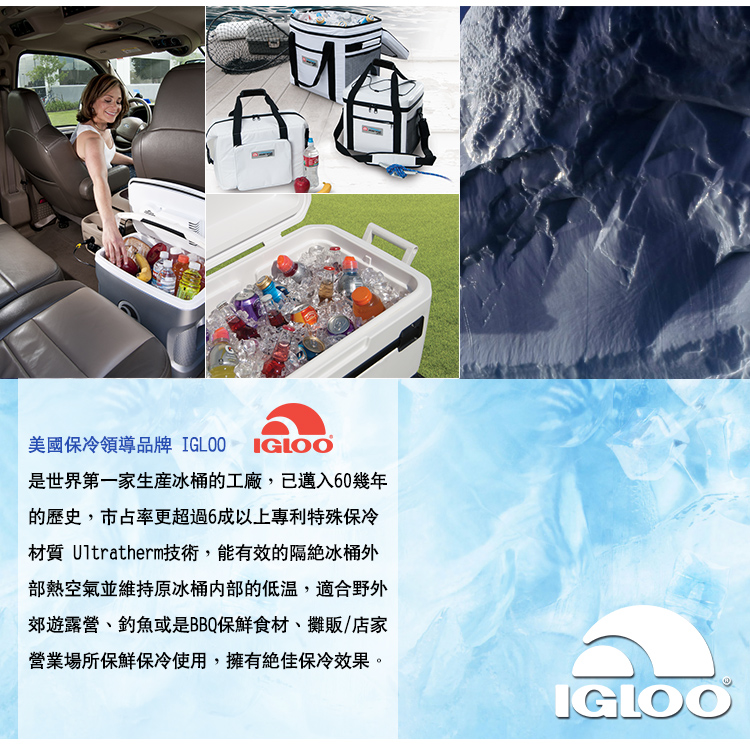 美國保冷領導品牌 IGLOO
IGLOO
是世界第一家生産冰桶的工廠，已邁入60幾年
的歷史，市占率更超過6成以上專利特殊保冷
材質 Ultratherm技術，能有效的隔絶冰桶外
部熱空氣並維持原冰桶内部的低溫，適合野外
郊遊露營、釣魚或是BBQ保鮮食材、攤販/店家
營業場所保鮮保冷使用，擁有絶佳保冷效果。
IGLOO®